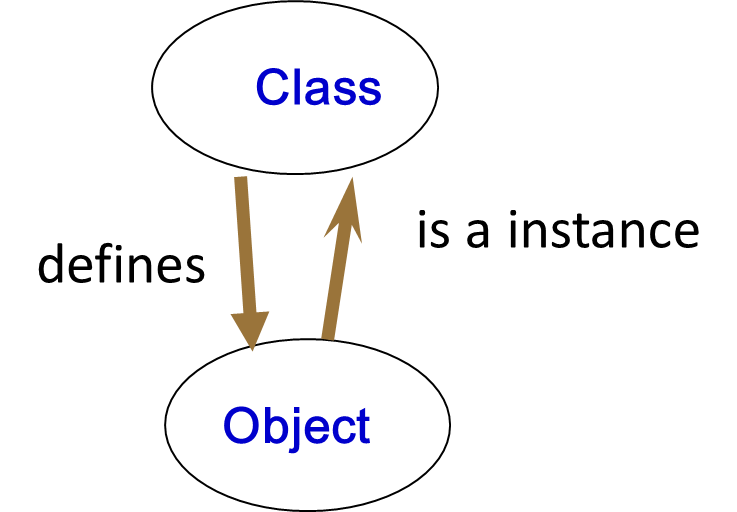 Class
is a instance
defines
Object